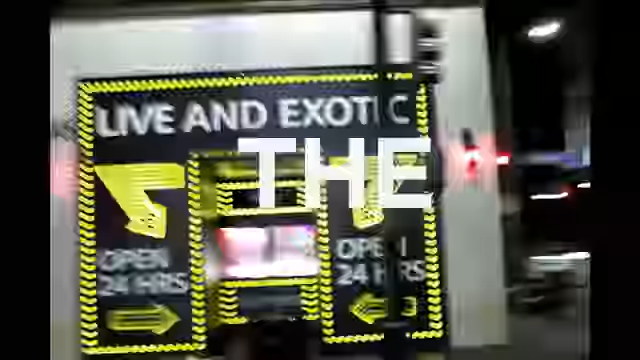 LIVE AND EXOTIC
THE
OPEN
24 HRS
OPEN
24 HRS